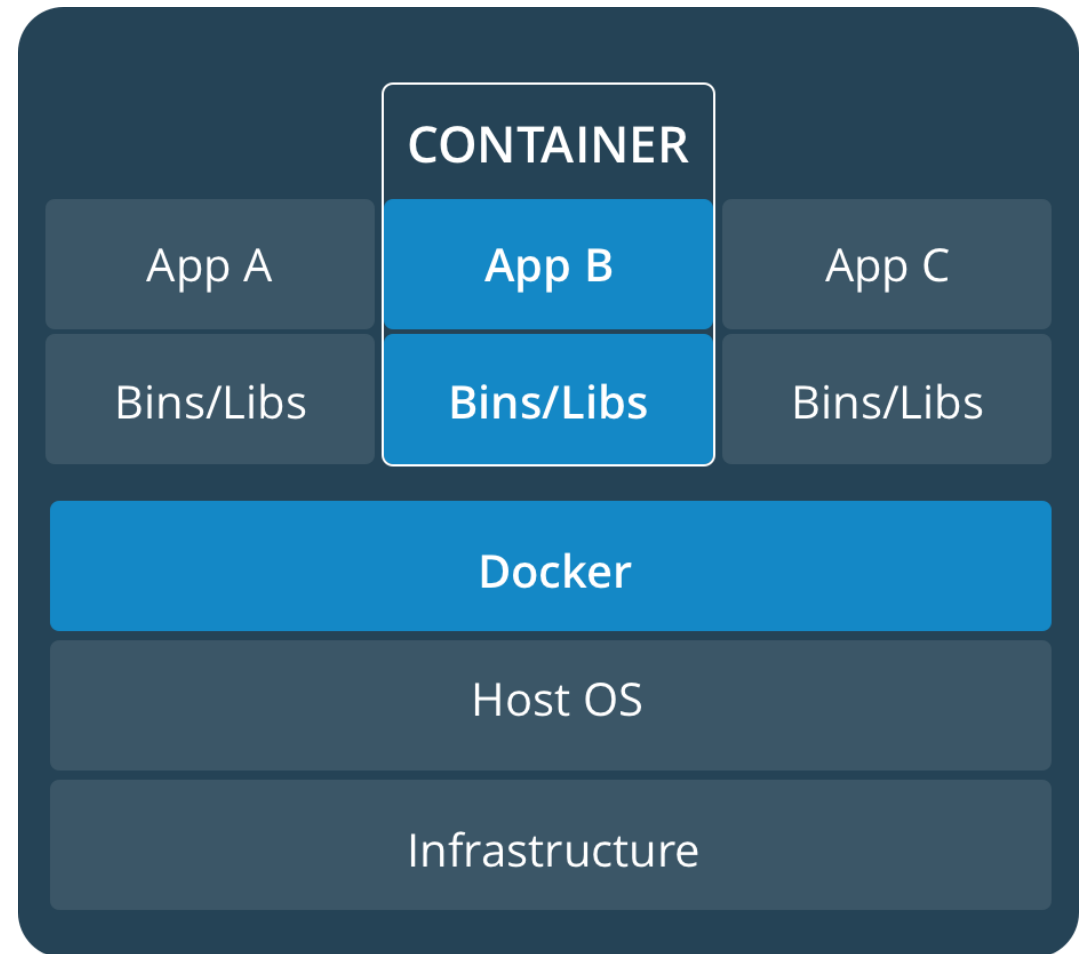 CONTAINER
App A
App B
App C
Bins/Libs
Bins/Libs
Bins/Libs
Docker
Host OS
Infrastructure